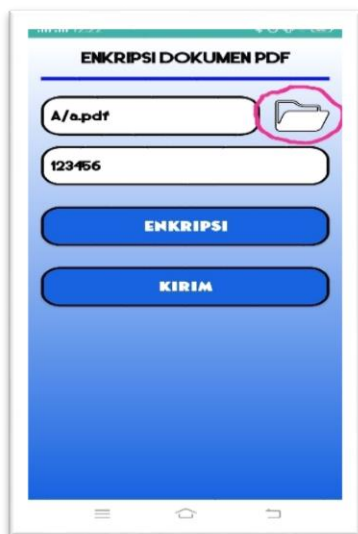 ENKRIPSI DOKUMEN PDF
A/a.pdf
123456
ENKRIPSI
KIRIM